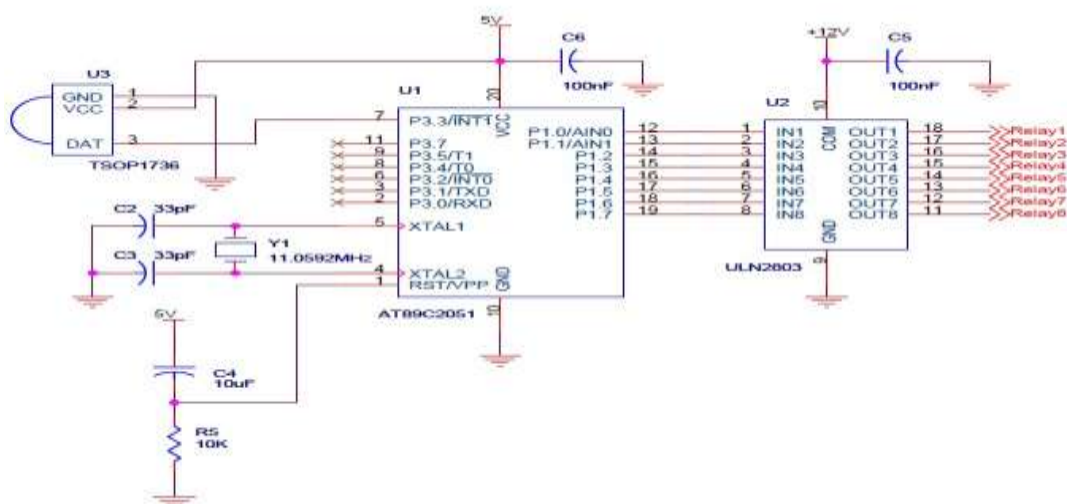 5V
C6
100nF
+12V
C5
100nF
U3
GND 1
VCC 2
DAT 3
TSOP1736
U1
20
VCC
7 P3.3/INT1
11 P3.7
9 P3.5/T1
8 P3.4/T0
6 P3.2/INT0
3 P3.1/TXD
2 P3.0/RXD
5 XTAL1
4 XTAL2
1 RST/VPP
GND
10
AT89C2051
P1.0/AIN0 12
P1.1/AIN1 13
P1.2 14
P1.3 15
P1.4 16
P1.5 17
P1.6 18
P1.7 19
U2
10
COM
1 IN1 OUT1 18 Relay1
2 IN2 OUT2 17 Relay2
3 IN3 OUT3 16 Relay3
4 IN4 OUT4 15 Relay4
5 IN5 OUT5 14 Relay5
6 IN6 OUT6 13 Relay6
7 IN7 OUT7 12 Relay7
8 IN8 OUT8 11 Relay8
GND
9
ULN2803
C2 33pF
C3 33pF
Y1
11.0592MHz
5V
C4
10uF
R5
10K